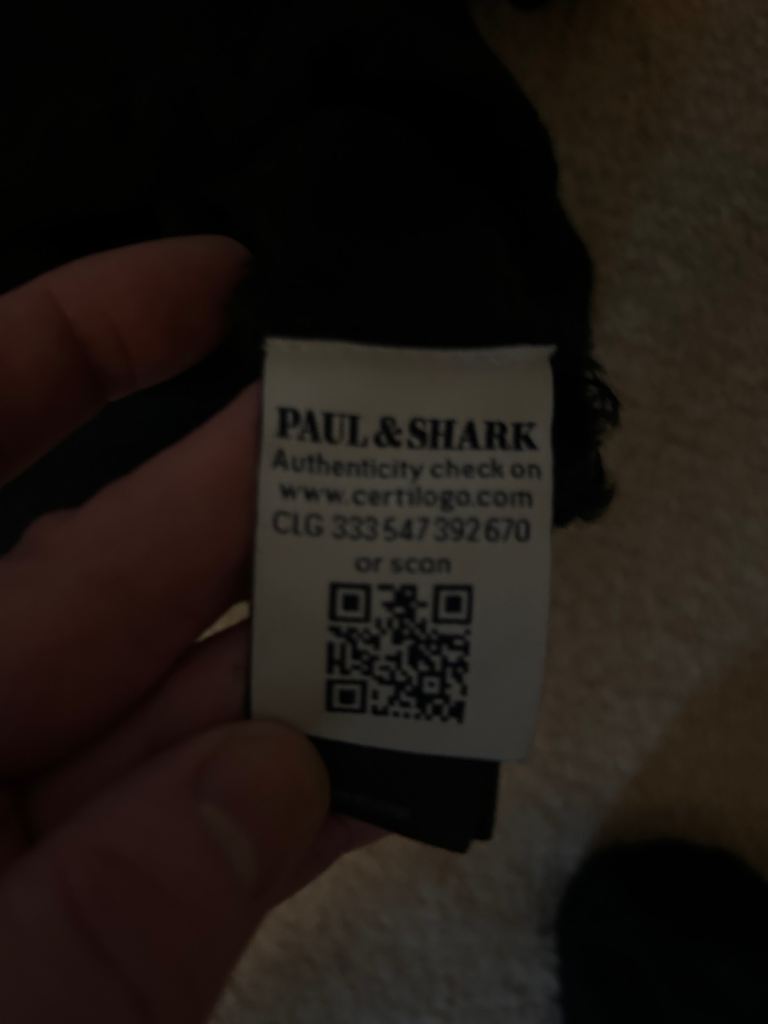 PAUL & SHARK
Authenticity check on
www.certilogo.com
CLG 333 547 392 670
or scan